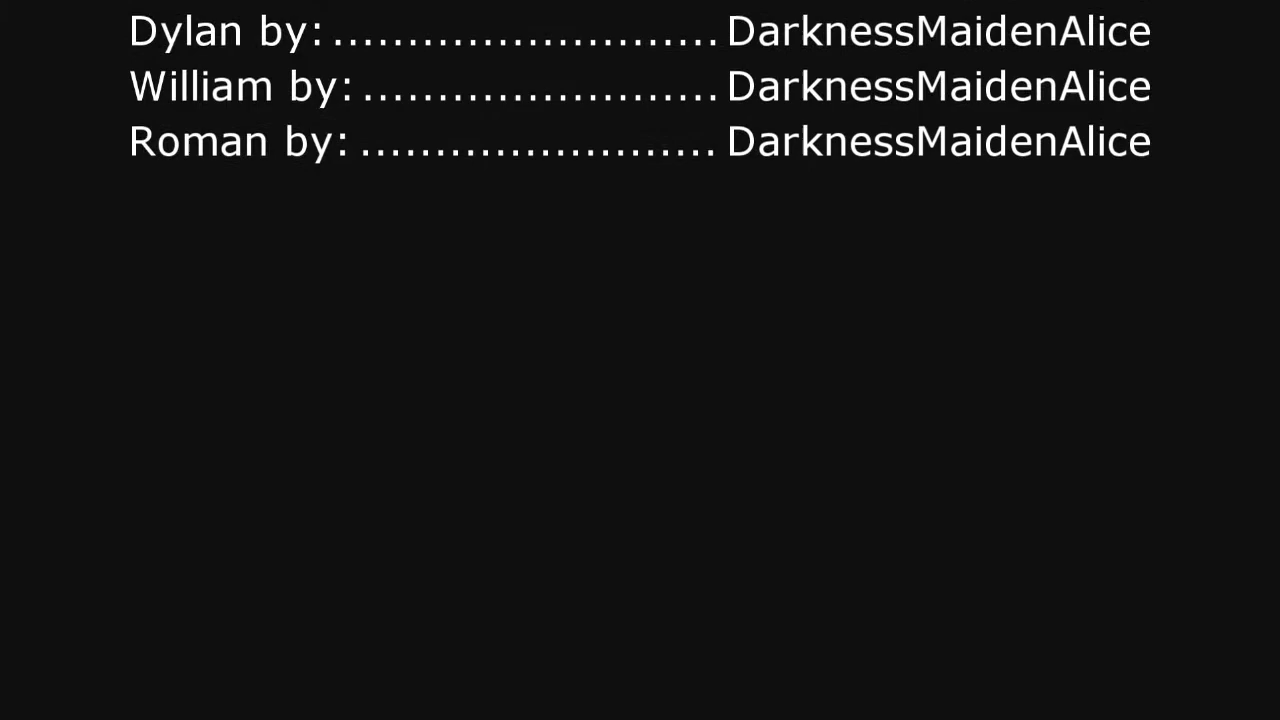 Dylan by: .......................... DarknessMaidenAlice
William by: ........................ DarknessMaidenAlice
Roman by: ........................ DarknessMaidenAlice